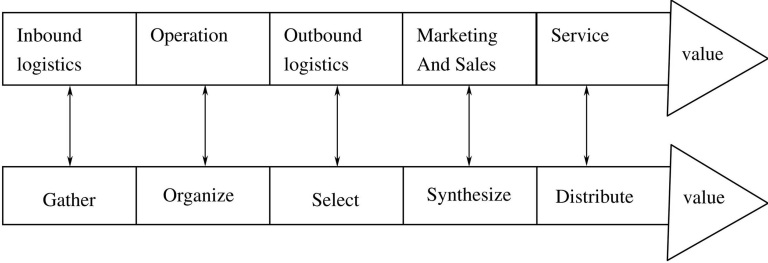 Inbound
logistics
Operation
Outbound
logistics
Marketing
And Sales
Service
value
Gather
Organize
Select
Synthesize
Distribute
value